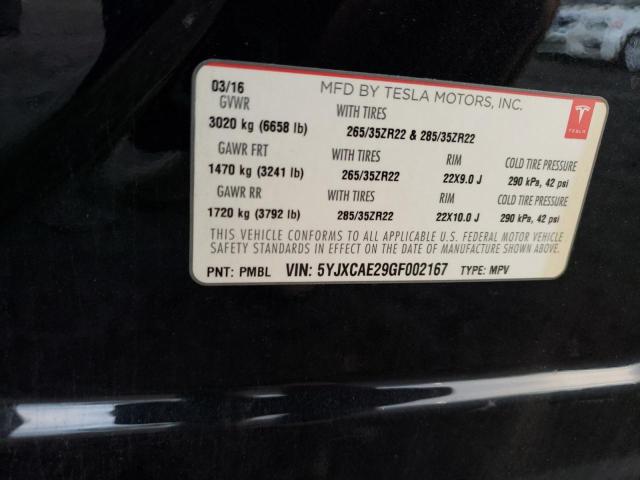 03/16 MFD BY TESLA MOTORS, INC.
GVWR WITH TIRES
3020 kg (6658 lb) 265/35ZR22 & 285/35ZR22
GAWR FRT WITH TIRES RIM COLD TIRE PRESSURE
1470 kg (3241 lb) 265/35ZR22 22X9.0 J 290 kPa, 42 psi
GAWR RR WITH TIRES RIM COLD TIRE PRESSURE
1720 kg (3792 lb) 285/35ZR22 22X10.0 J 290 kPa, 42 psi
THIS VEHICLE CONFORMS TO ALL APPLICABLE U.S. FEDERAL MOTOR VEHICLE
SAFETY STANDARDS IN EFFECT ON THE DATE OF MANUFACTURE SHOWN ABOVE.
PNT: PMBL VIN: 5YJXCAE29GF002167 TYPE: MPV
TESLA